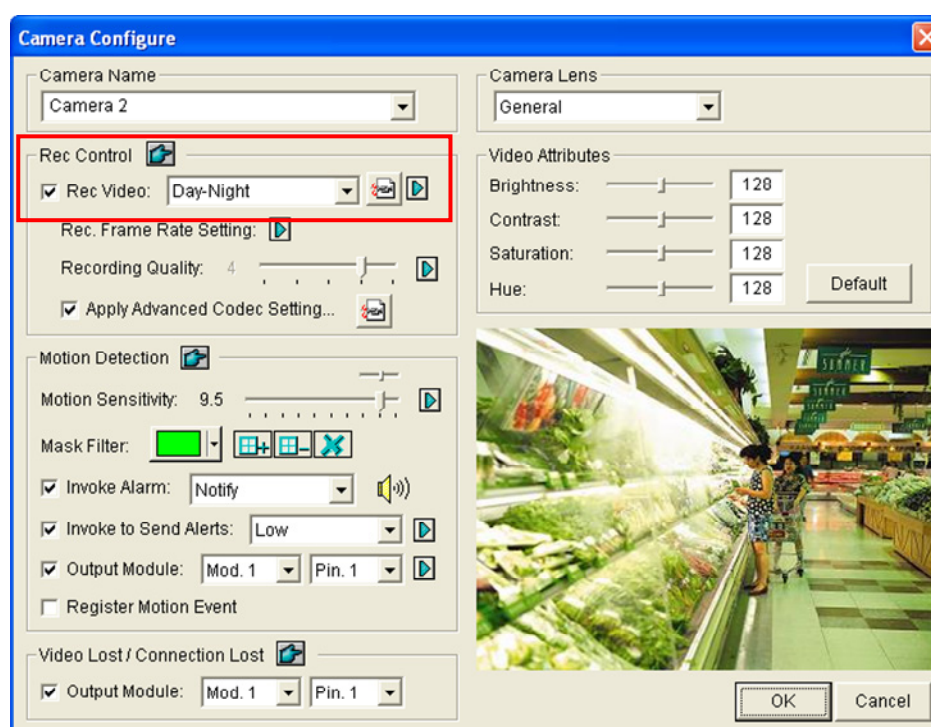 Camera Configure
Camera Name
Camera 2
Rec Control
Rec Video: Day-Night
Rec. Frame Rate Setting:
Recording Quality: 4
Apply Advanced Codec Setting...
Motion Detection
Motion Sensitivity: 9.5
Mask Filter:
Invoke Alarm: Notify
Invoke to Send Alerts: Low
Output Module: Mod. 1 Pin. 1
Register Motion Event
Video Lost / Connection Lost
Output Module: Mod. 1 Pin. 1
Camera Lens
General
Video Attributes
Brightness: 128
Contrast: 128
Saturation: 128
Hue: 128
Default
SUMMER
SUMMER
SUMMER
OK
Cancel